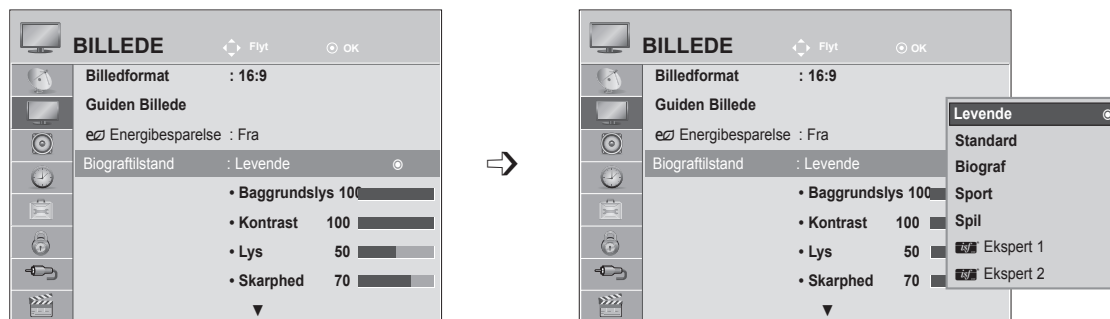 BILLEDE Flyt OK
Billedformat : 16:9
Guiden Billede
e Energibesparelse : Fra
Biograftilstand : Levende
• Baggrundslys 100
• Kontrast 100
• Lys 50
• Skarphed 70
▼
BILLEDE Flyt OK
Billedformat : 16:9
Guiden Billede
e Energibesparelse : Fra
Biograftilstand : Levende
• Baggrundslys 100
• Kontrast 100
• Lys 50
• Skarphed 70
▼
Levende
Standard
Biograf
Sport
Spil
isf Ekspert 1
isf Ekspert 2